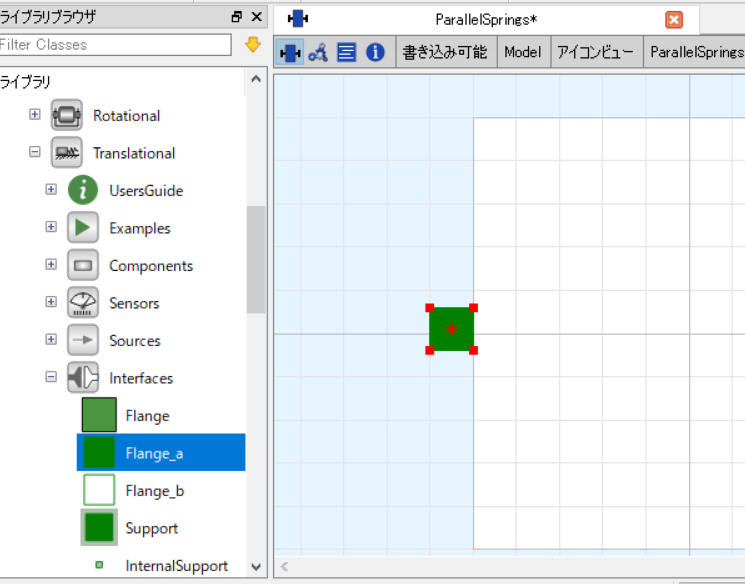 ライブラリブラウザ
Filter Classes
ライブラリ
Rotational
Translational
UsersGuide
Examples
Components
Sensors
Sources
Interfaces
Flange
Flange_a
Flange_b
Support
InternalSupport
ParallelSprings*
書き込み可能 Model アイコンビュー ParallelSprings